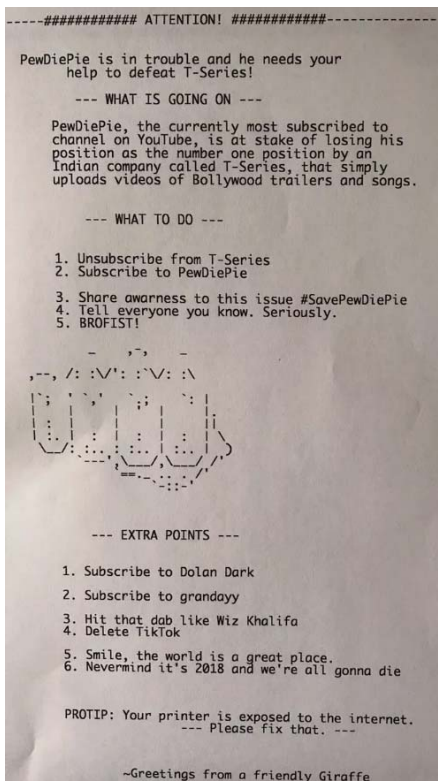 -----############ ATTENTION! ############---------------
PewDiePie is in trouble and he needs your
help to defeat T-Series!
--- WHAT IS GOING ON ---
PewDiePie, the currently most subscribed to
channel on YouTube, is at stake of losing his
position as the number one position by an
Indian company called T-Series, that simply
uploads videos of Bollywood trailers and songs.
--- WHAT TO DO ---
1. Unsubscribe from T-Series
2. Subscribe to PewDiePie
3. Share awarness to this issue #SavePewDiePie
4. Tell everyone you know. Seriously.
5. BROFIST!
--- EXTRA POINTS ---
1. Subscribe to Dolan Dark
2. Subscribe to grandayy
3. Hit that dab like Wiz Khalifa
4. Delete TikTok
5. Smile, the world is a great place.
6. Nevermind it's 2018 and we're all gonna die
PROTIP: Your printer is exposed to the internet.
--- Please fix that. ---
~Greetings from a friendly Giraffe